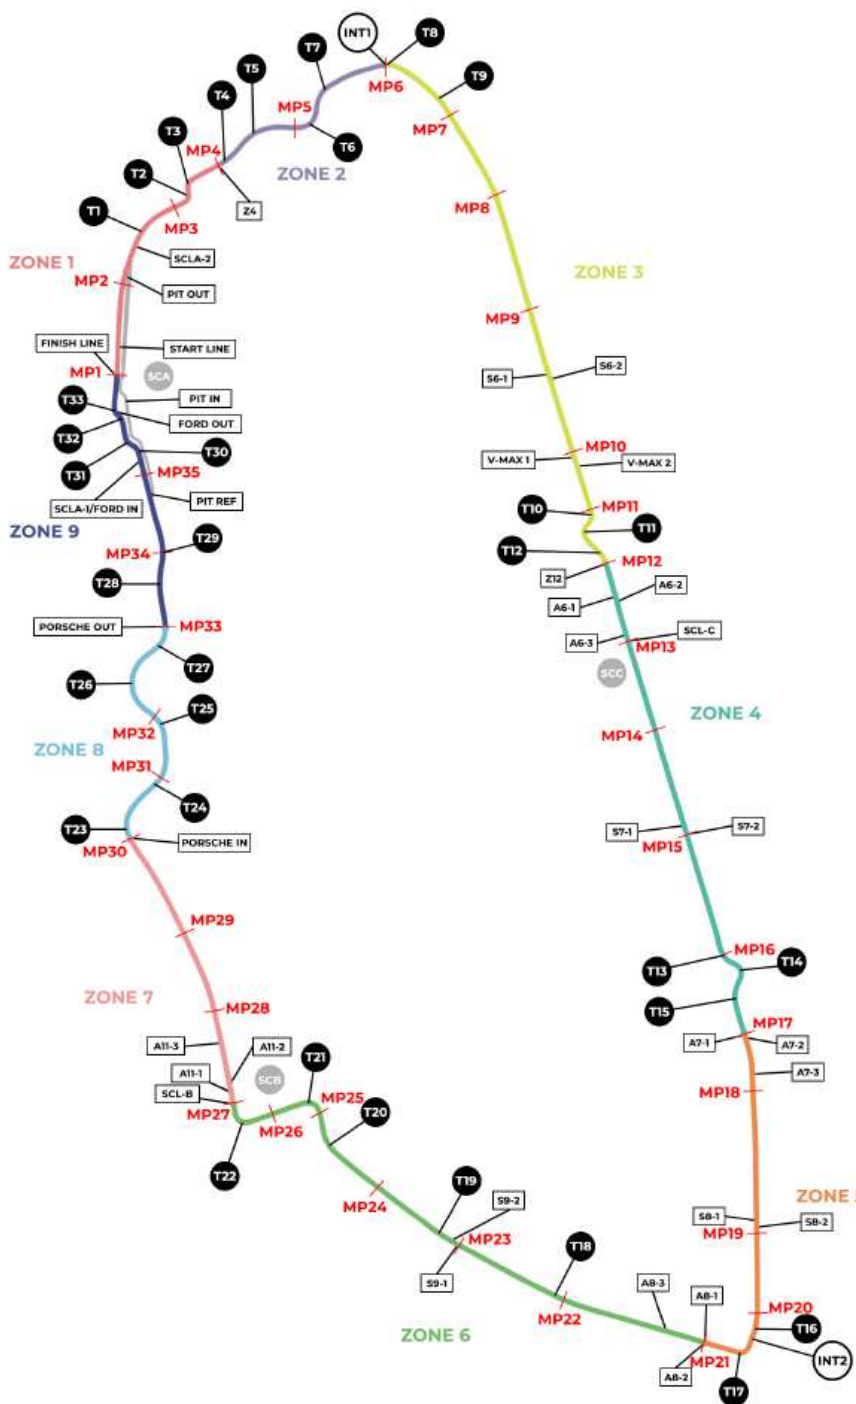 INT1
T8
T7
T5
T9
MP6
T4
MP5
MP7
T3
T6
MP4
ZONE 2
T2
MP8
T1
Z4
MP3
SCLA-2
ZONE 1
ZONE 3
MP2
PIT OUT
MP9
FINISH LINE
START LINE
MP1
SCA
S6-1
S6-2
T33
PIT IN
FORD OUT
T32
T30
MP10
T31
MP35
V-MAX 1
V-MAX 2
SCLA-1/FORD IN
PIT REF
T10
MP11
ZONE 9
T11
T29
MP34
T12
MP12
T28
Z12
A6-2
A6-1
PORSCHE OUT
MP33
A6-3
SCL-C
MP13
T27
SCC
T26
T25
ZONE 4
MP32
MP14
ZONE 8
MP31
T24
T23
S7-1
S7-2
MP15
MP30
PORSCHE IN
MP29
MP16
T13
T14
ZONE 7
T15
MP28
MP17
A7-1
A7-2
A11-3
A11-2
T21
A7-3
A11-1
SCB
MP18
SCL-B
MP27
MP25
MP26
T20
T22
T19
MP24
S9-2
S8-1
S8-2
MP19
ZONE
MP23
T18
S9-1
A8-3
A8-1
MP22
MP20
T16
ZONE 6
MP21
INT2
A8-2
T17